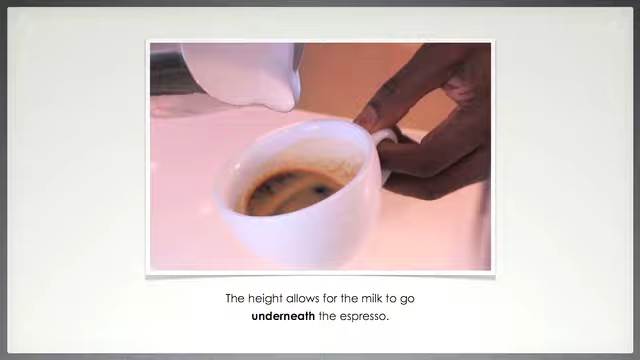 The height allows for the milk to go
underneath the espresso.